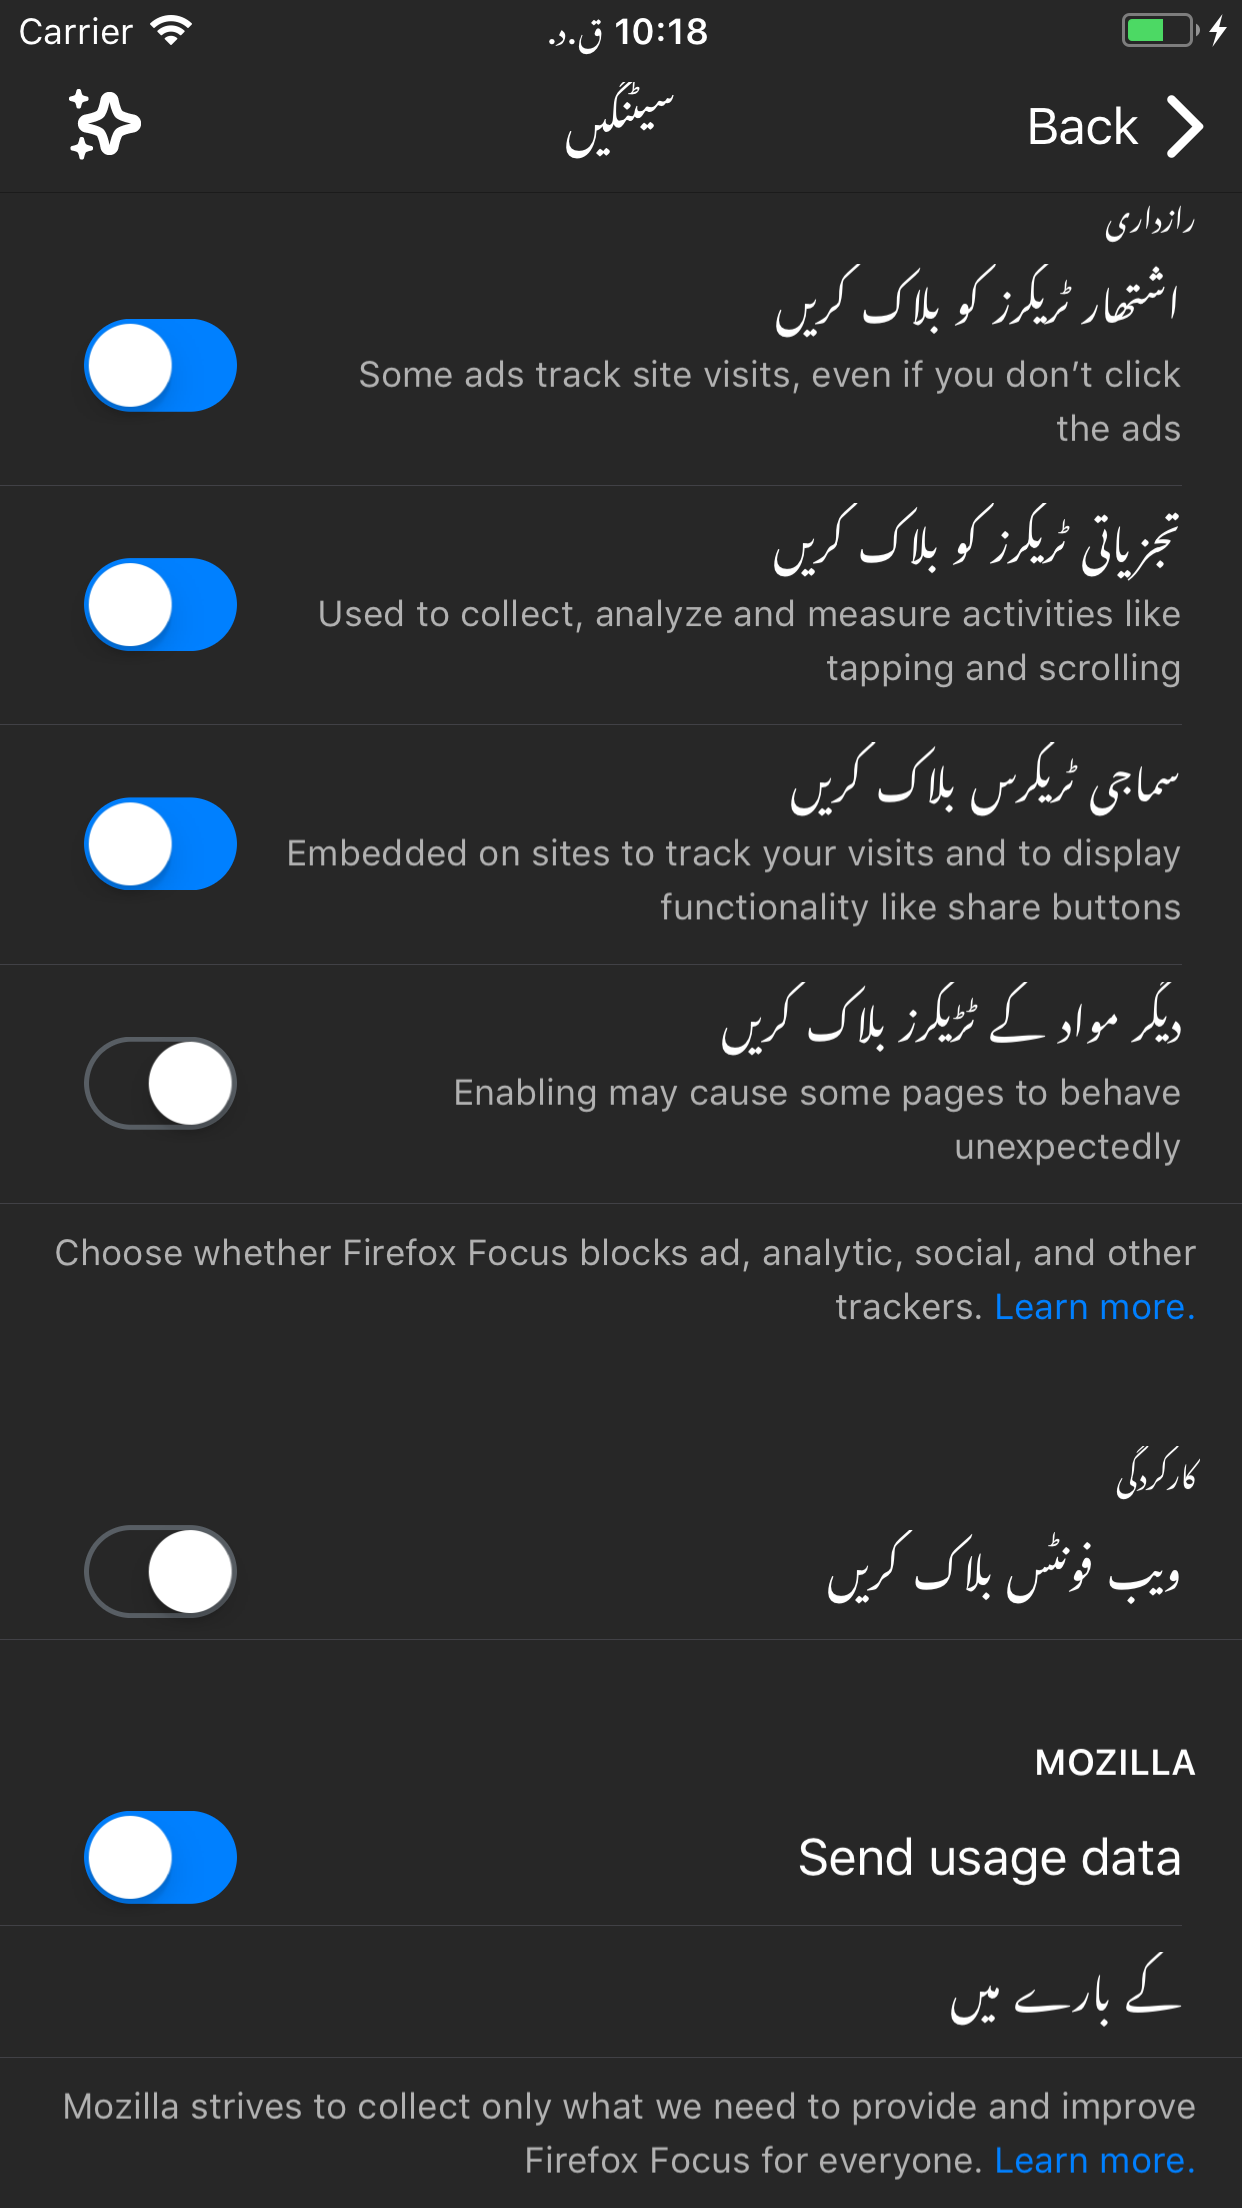 Carrier 10:18 ق.د.
Back سیٹنگیں
رازداری
اشتھار ٹریکرز کو بلاک کریں
Some ads track site visits, even if you don’t click
the ads
تجزیاتی ٹریکرز کو بلاک کریں
Used to collect, analyze and measure activities like
tapping and scrolling
سماجی ٹریکرس بلاک کریں
Embedded on sites to track your visits and to display
functionality like share buttons
دیگر مواد کے ٹڑیکرز بلاک کریں
Enabling may cause some pages to behave
unexpectedly
Choose whether Firefox Focus blocks ad, analytic, social, and other
trackers. Learn more.
کارکردگی
ویب فونٹس بلاک کریں
MOZILLA
Send usage data
کے بارے میں
Mozilla strives to collect only what we need to provide and improve
Firefox Focus for everyone. Learn more.